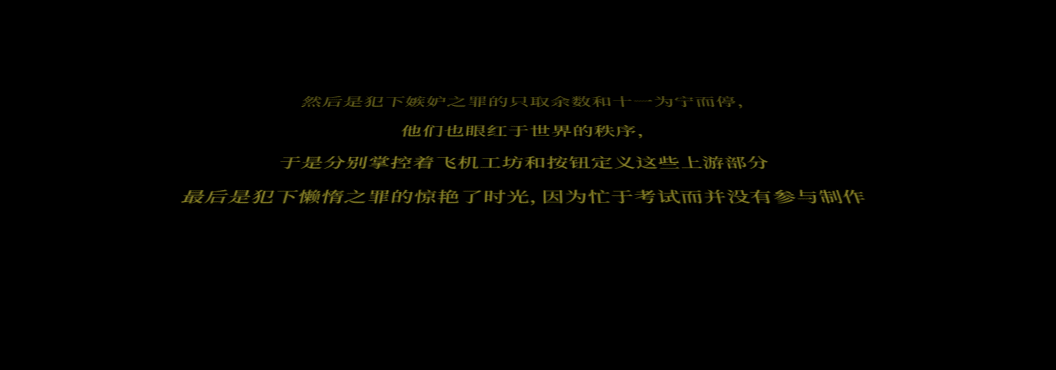 然后是犯下嫉妒之罪的只取余数和十一为宁而停,
他们也眼红于世界的秩序,
于是分别掌控着飞机工坊和按钮定义这些上游部分
最后是犯下懒惰之罪的惊艳了时光,因为忙于考试而并没有参与制作